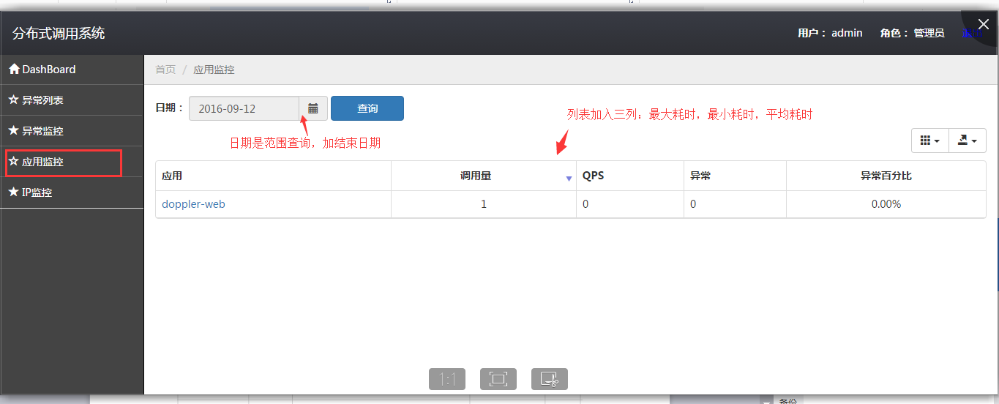 分布式调用系统
用户： admin 角色： 管理员 退出
DashBoard
异常列表
异常监控
应用监控
IP监控
首页 / 应用监控
日期： 2016-09-12 查询
日期是范围查询，加结束日期
列表加入三列：最大耗时，最小耗时，平均耗时
应用 调用量 QPS 异常 异常百分比
doppler-web 1 0 0 0.00%
1:1
备份